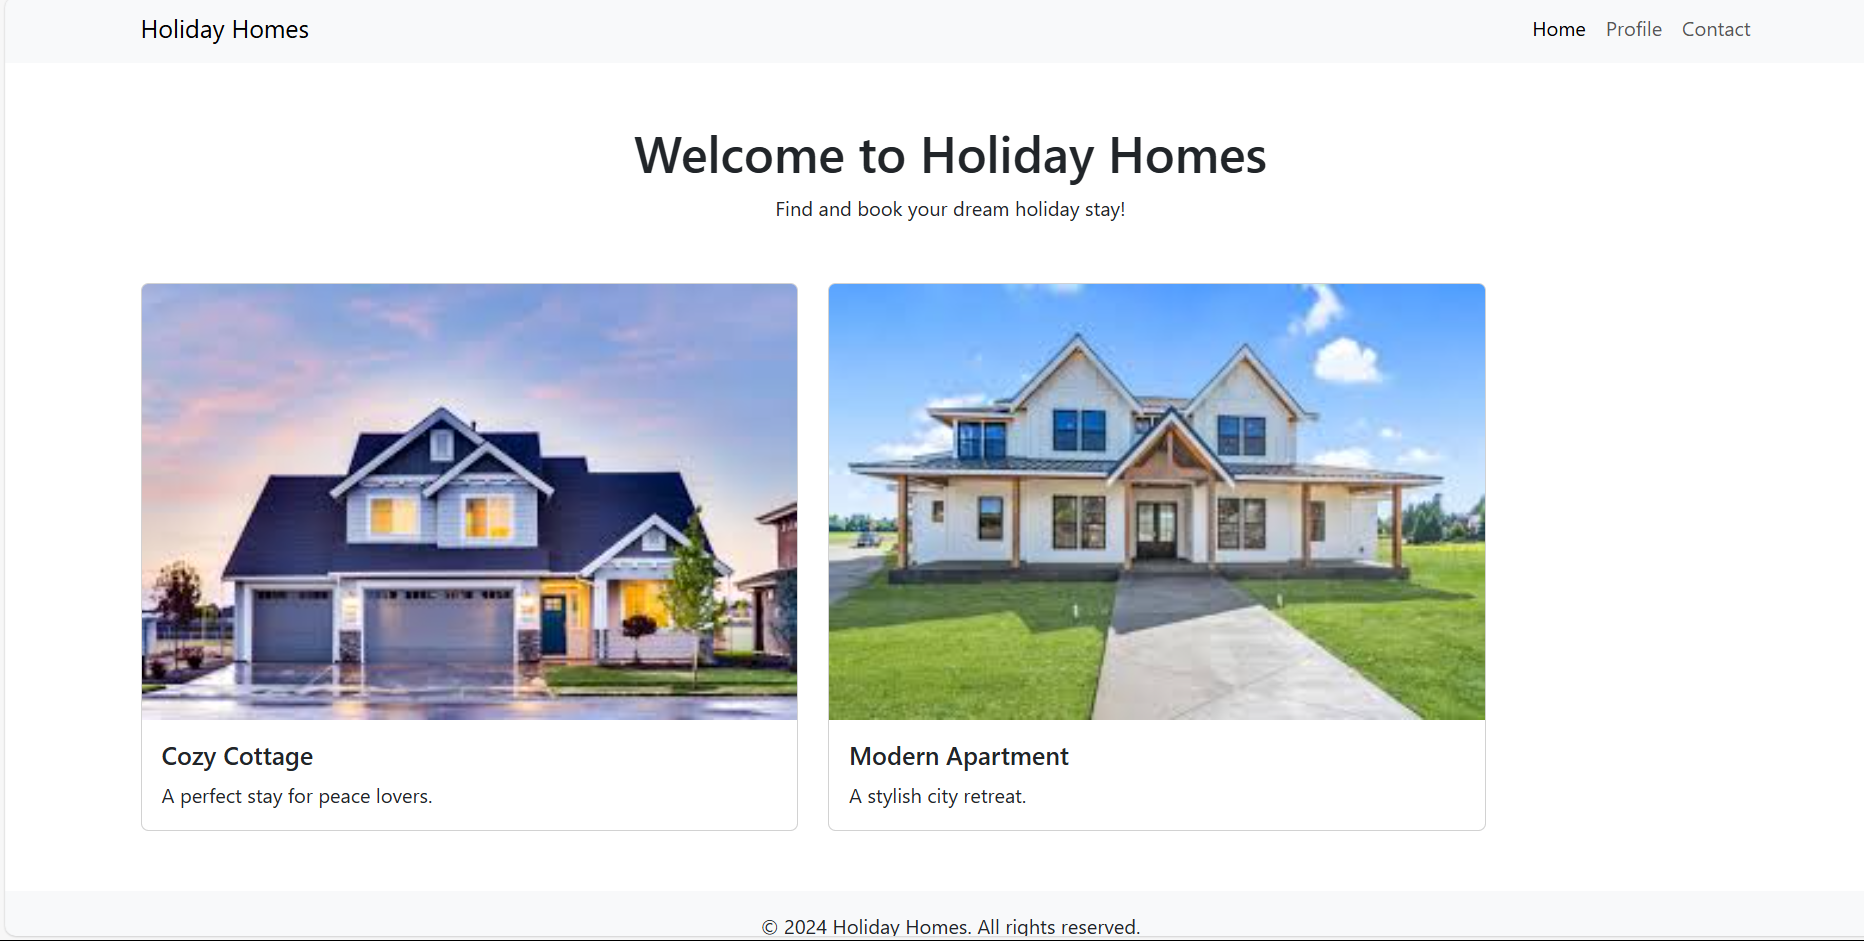 Holiday Homes
Home Profile Contact
Welcome to Holiday Homes
Find and book your dream holiday stay!
Cozy Cottage
A perfect stay for peace lovers.
Modern Apartment
A stylish city retreat.
© 2024 Holiday Homes. All rights reserved.